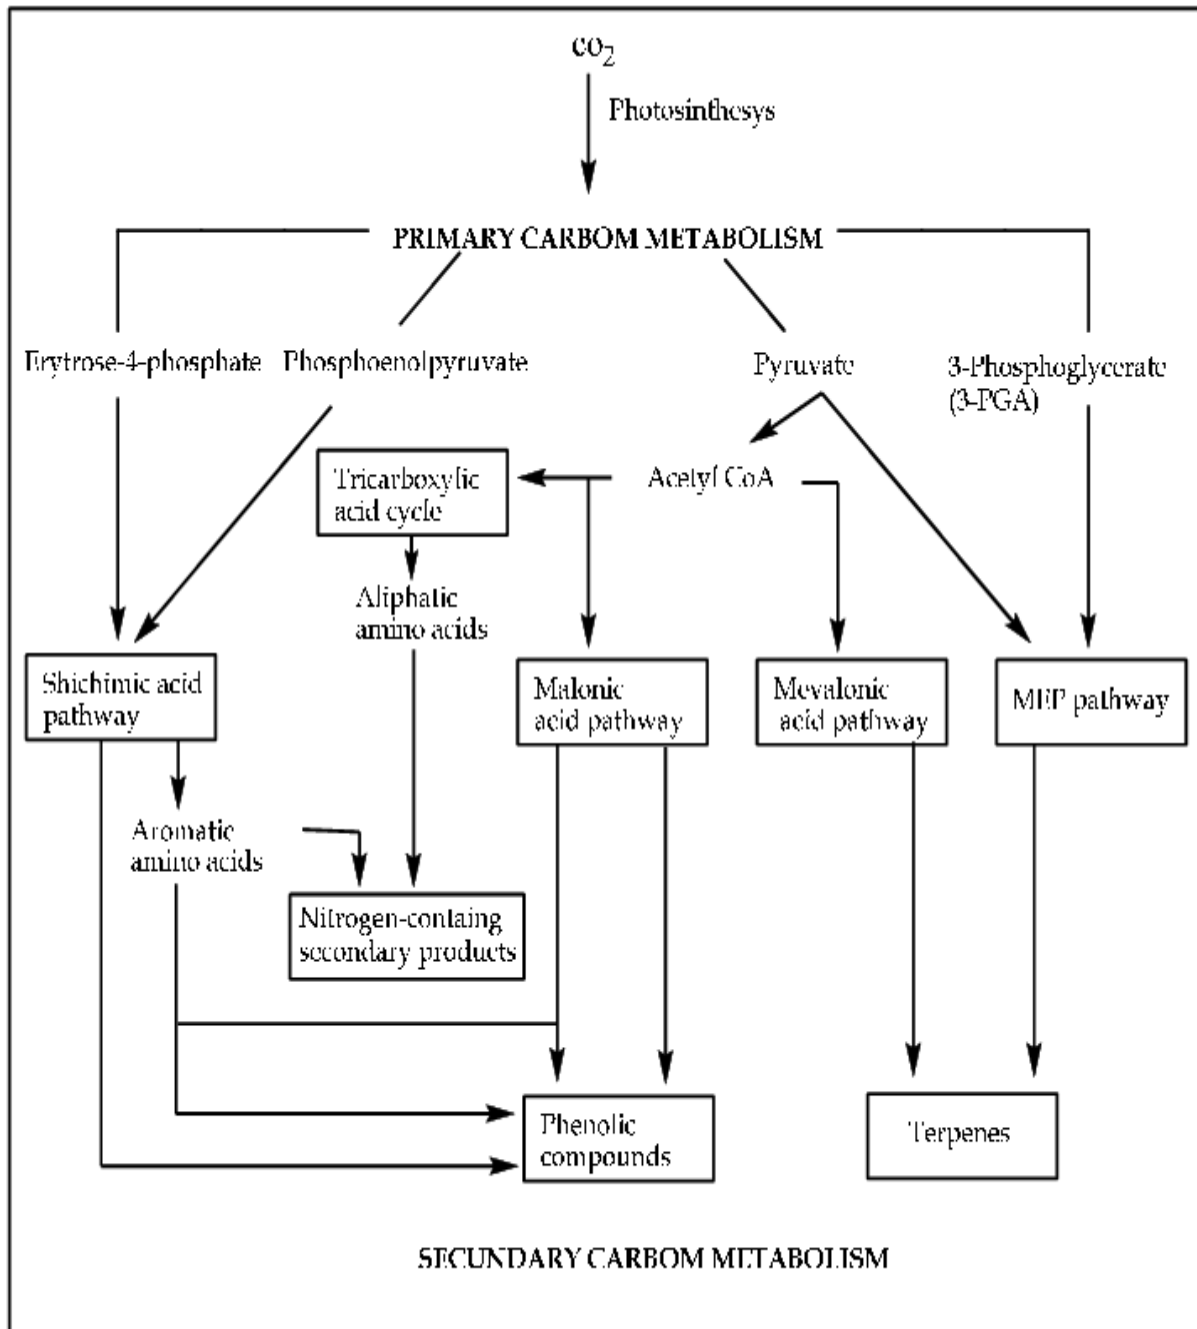 CO2
Photosinthesys
PRIMARY CARBOM METABOLISM
Erytrose-4-phosphate
Phosphoenolpyruvate
Pyruvate
3-Phosphoglycerate
(3-PGA)
Tricarboxylic
acid cycle
Acetyl CoA
Aliphatic
amino acids
Shichimic acid
pathway
Malonic
acid pathway
Mevalonic
acid pathway
MEP pathway
Aromatic
amino acids
Nitrogen-containg
secondary products
Phenolic
compounds
Terpenes
SECUNDARY CARBOM METABOLISM